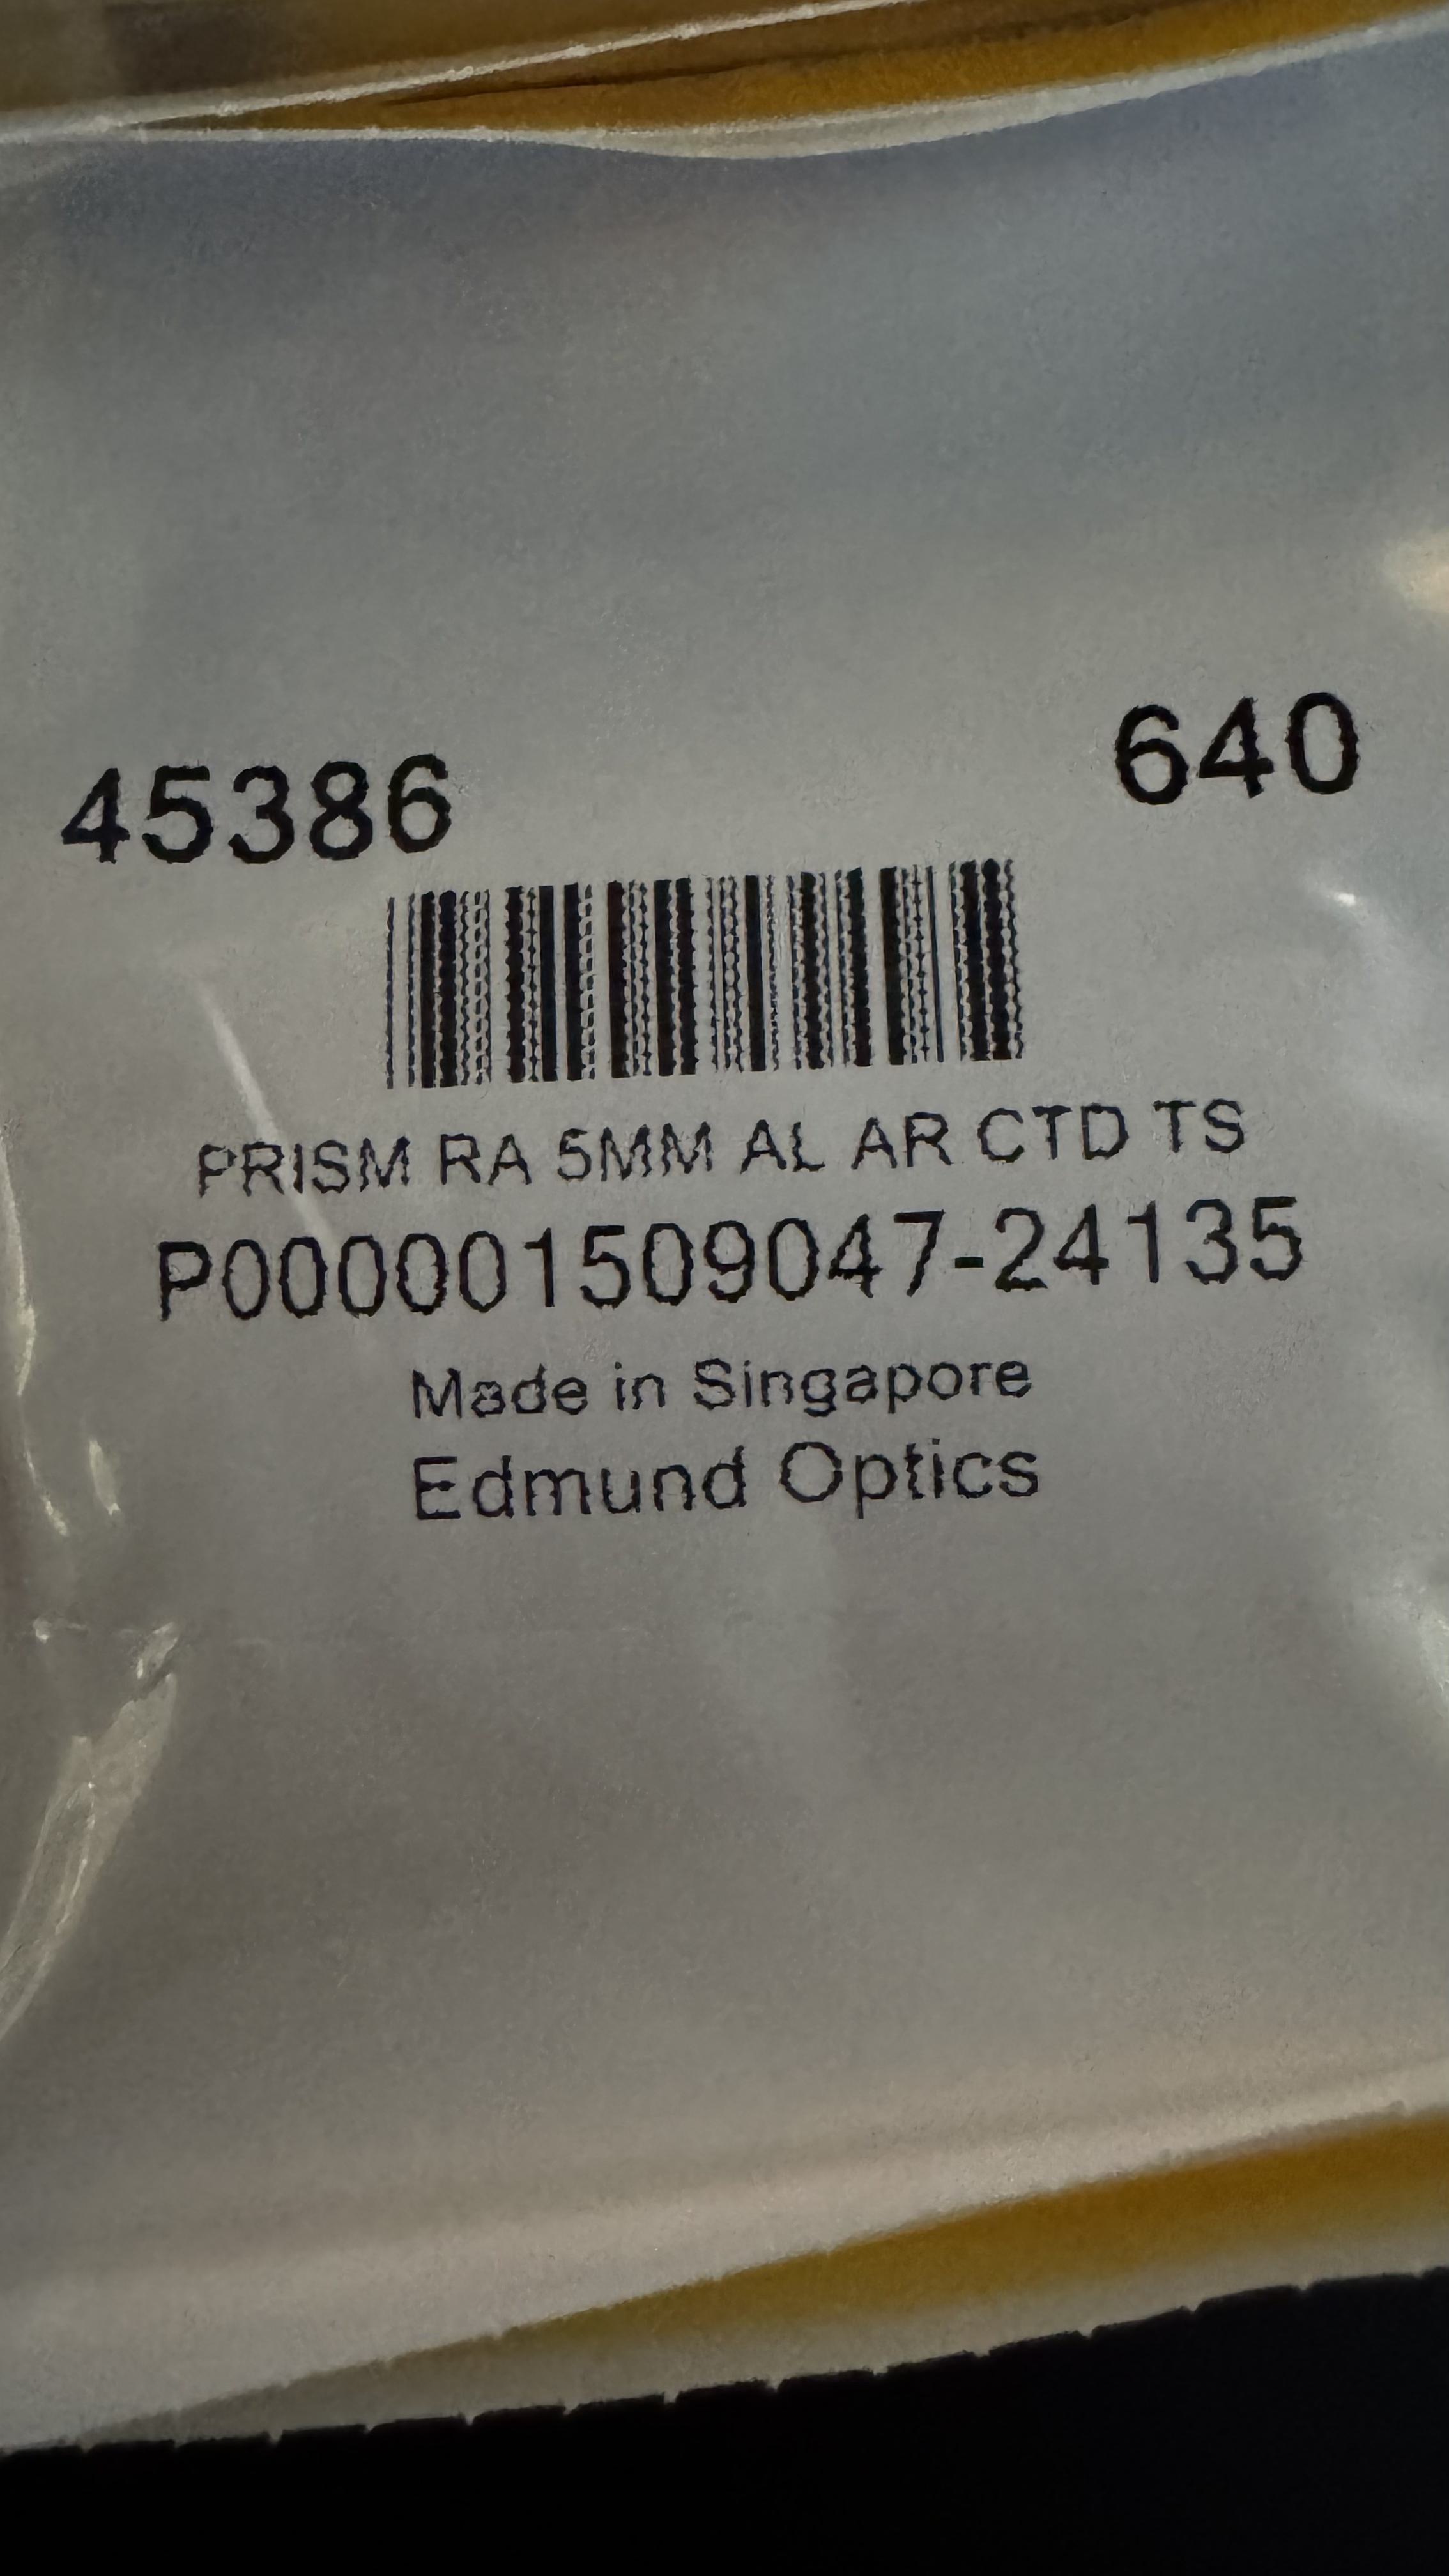 45386 640
PRISM RA 5MM AL AR CTD TS
P000001509047-24135
Made in Singapore
Edmund Optics